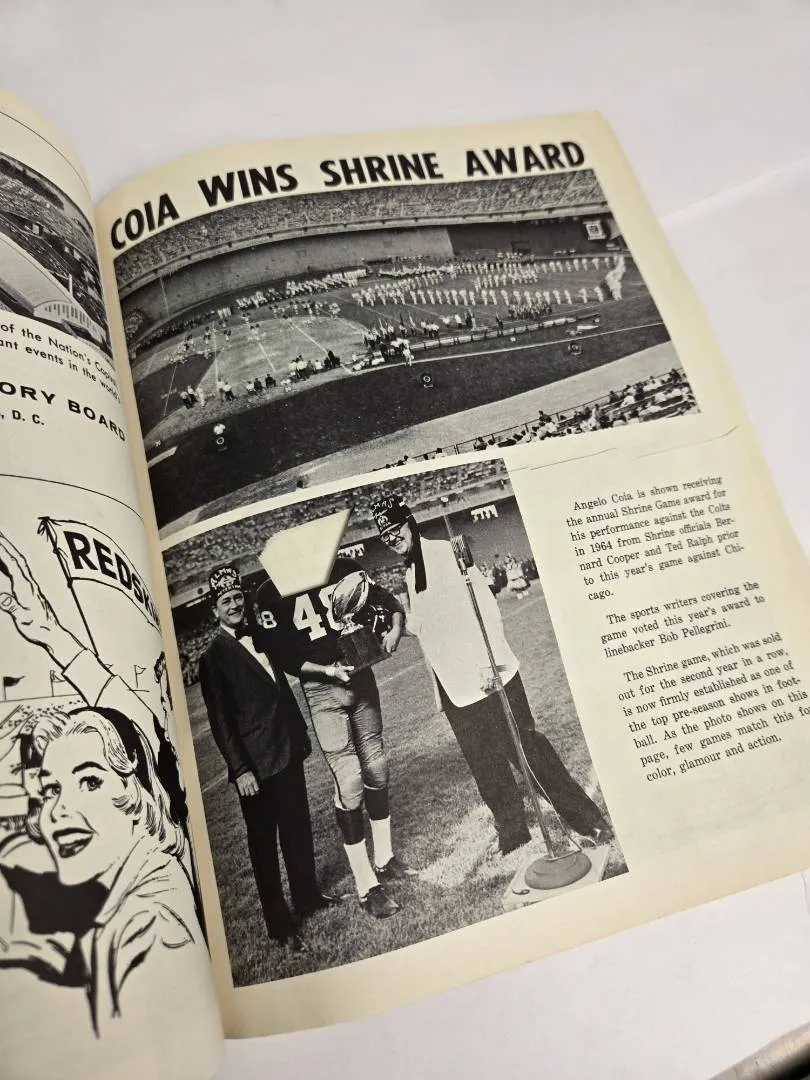 of the Nation's
ant events in the world
ORY BOARD
, D. C.
REDSKI
COIA WINS SHRINE AWARD
ALMAS
ALMAS
8
48
Angelo Coia is shown receiving
the annual Shrine Game award for
his performance against the Colts
in 1964 from Shrine officials Ber-
nard Cooper and Ted Ralph prior
to this year's game against Chi-
cago.
The sports writers covering the
game voted this year's award to
linebacker Bob Pellegrini.
The Shrine game, which was sold
out for the second year in a row,
is now firmly established as one of
the top pre-season shows in foot-
ball. As the photo shows on this
page, few games match this for
color, glamour and action.